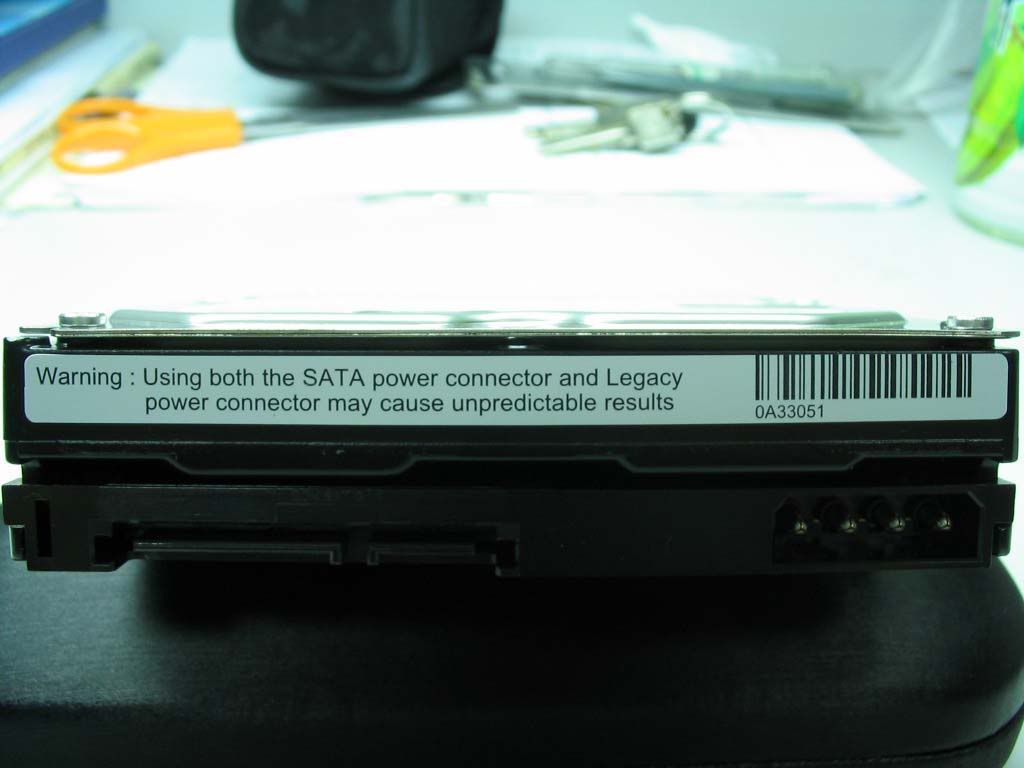 Warning : Using both the SATA power connector and Legacy
power connector may cause unpredictable results
0A33051